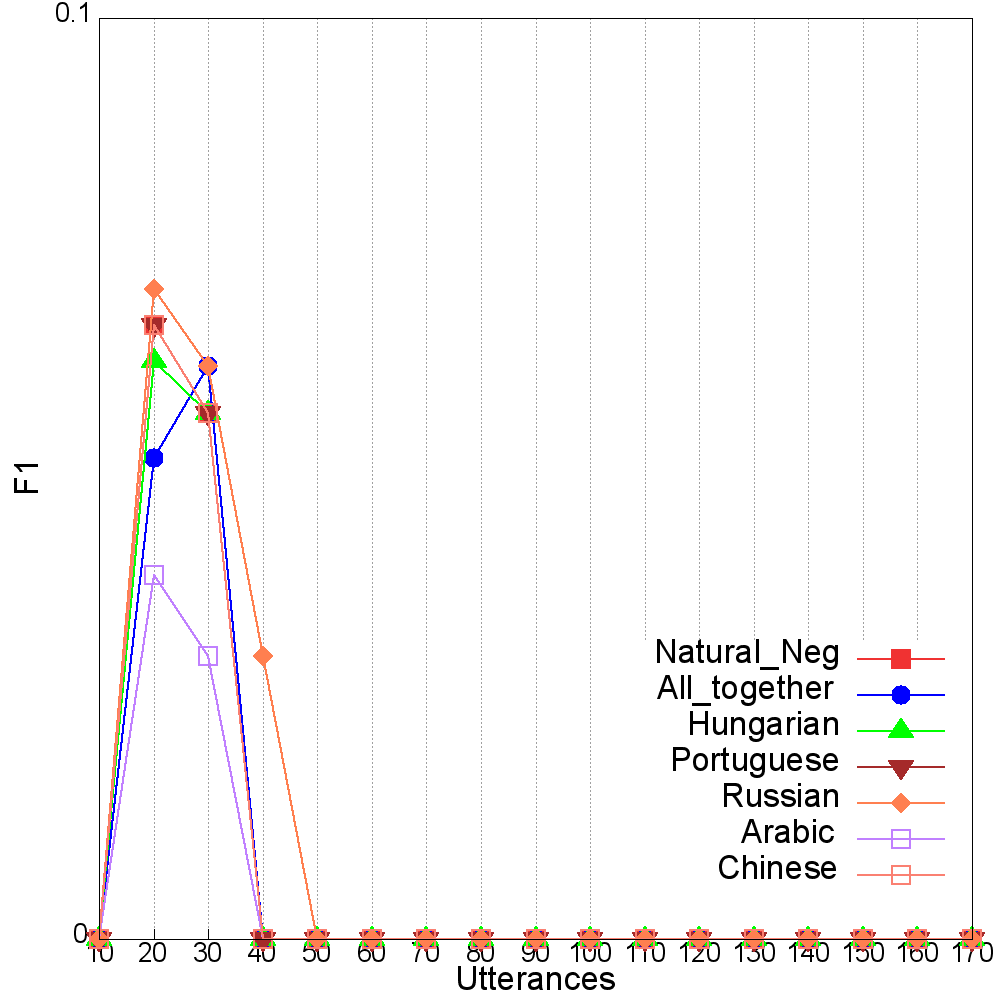 0.1
F1
Natural_Neg
All_together
Hungarian
Portuguese
Russian
Arabic
Chinese
0
10 20 30 40 50 60 70 80 90 100 110 120 130 140 150 160 170
Utterances